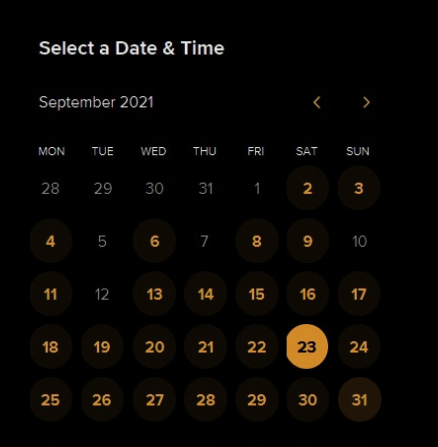 Select a Date & Time
September 2021
MON TUE WED THU FRI SAT SUN
28 29 30 31 1 2 3
4 5 6 7 8 9 10
11 12 13 14 15 16 17
18 19 20 21 22 23 24
25 26 27 28 29 30 31